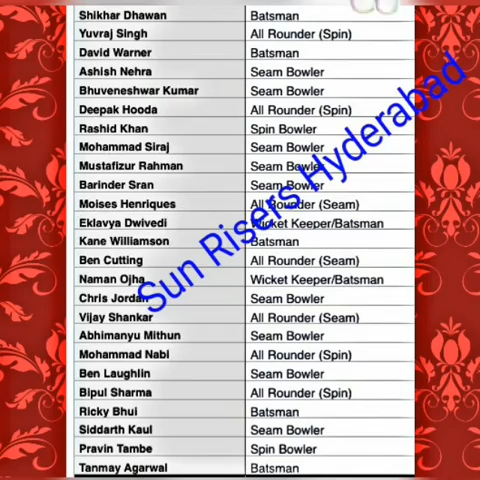 Shikhar Dhawan Batsman
Yuvraj Singh All Rounder (Spin)
David Warner Batsman
Ashish Nehra Seam Bowler
Bhuveneshwar Kumar Seam Bowler
Deepak Hooda All Rounder (Spin)
Rashid Khan Spin Bowler
Mohammad Siraj Seam Bowler
Mustafizur Rahman Seam Bowler
Barinder Sran Seam Bowler
Moises Henriques All Rounder (Seam)
Eklavya Dwivedi Wicket Keeper/Batsman
Kane Williamson Batsman
Ben Cutting All Rounder (Seam)
Naman Ojha Wicket Keeper/Batsman
Chris Jordan Seam Bowler
Vijay Shankar All Rounder (Seam)
Abhimanyu Mithun Seam Bowler
Mohammad Nabi All Rounder (Spin)
Ben Laughlin Seam Bowler
Bipul Sharma All Rounder (Spin)
Ricky Bhui Batsman
Siddarth Kaul Seam Bowler
Pravin Tambe Spin Bowler
Tanmay Agarwal Batsman
Sun Risers Hyderabad